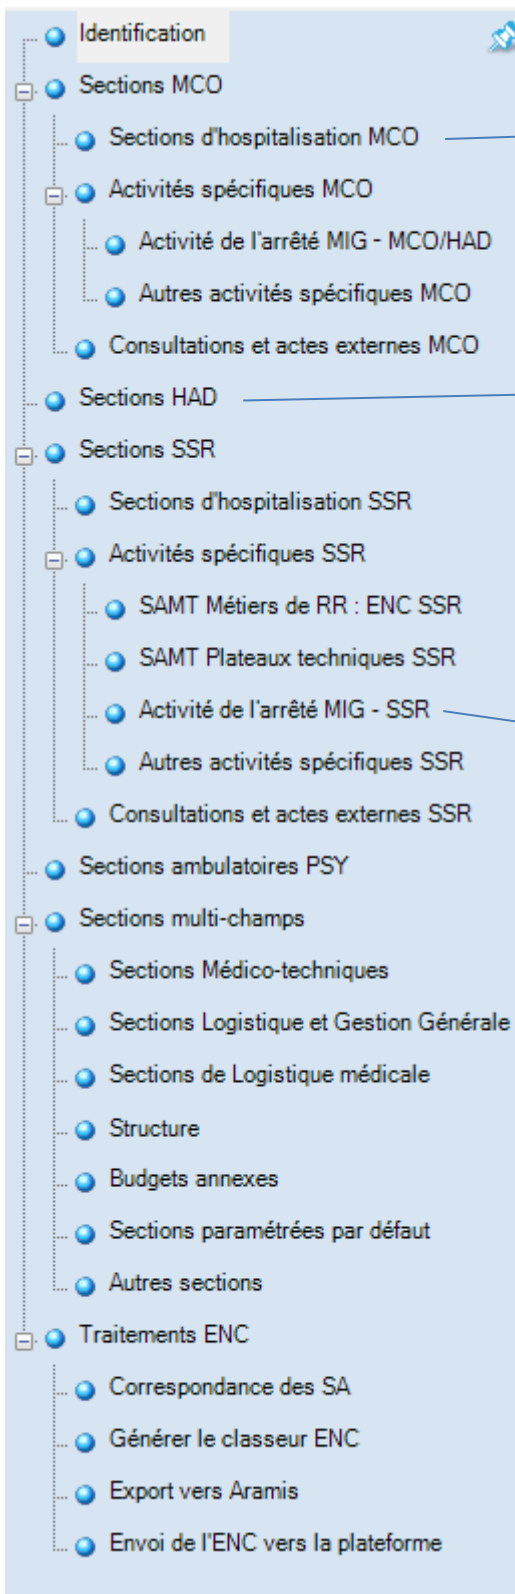 Identification
Sections MCO
Sections d'hospitalisation MCO
Activités spécifiques MCO
Activité de l'arrêté MIG - MCO/HAD
Autres activités spécifiques MCO
Consultations et actes externes MCO
Sections HAD
Sections SSR
Sections d'hospitalisation SSR
Activités spécifiques SSR
SAMT Métiers de RR : ENC SSR
SAMT Plateaux techniques SSR
Activité de l'arrêté MIG - SSR
Autres activités spécifiques SSR
Consultations et actes externes SSR
Sections ambulatoires PSY
Sections multi-champs
Sections Médico-techniques
Sections Logistique et Gestion Générale
Sections de Logistique médicale
Structure
Budgets annexes
Sections paramétrées par défaut
Autres sections
Traitements ENC
Correspondance des SA
Générer le classeur ENC
Export vers Aramis
Envoi de l'ENC vers la plateforme